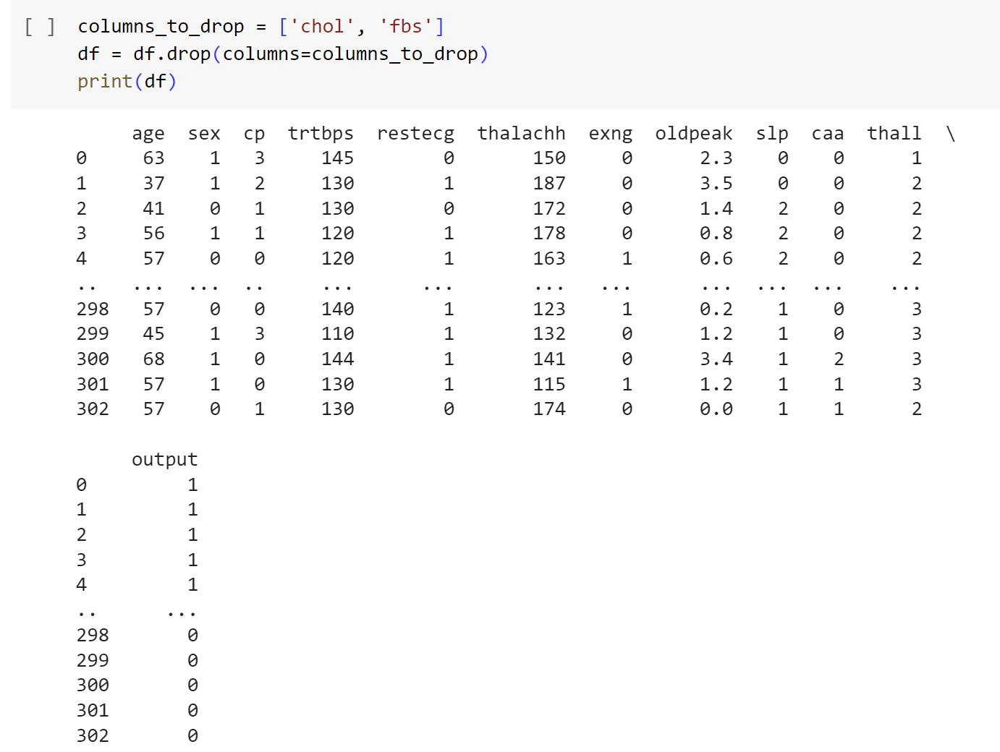 [ ] columns_to_drop = ['chol', 'fbs']
df = df.drop(columns=columns_to_drop)
print(df)
age sex cp trtbps restecg thalachh exng oldpeak slp caa thall \
0 63 1 3 145 0 150 0 2.3 0 0 1
1 37 1 2 130 1 187 0 3.5 0 0 2
2 41 0 1 130 0 172 0 1.4 2 0 2
3 56 1 1 120 1 178 0 0.8 2 0 2
4 57 0 0 120 1 163 1 0.6 2 0 2
.. ... ... .. ... ... ... ... ... ... ... ...
298 57 0 0 140 1 123 1 0.2 1 0 3
299 45 1 3 110 1 132 0 1.2 1 0 3
300 68 1 0 144 1 141 0 3.4 1 2 3
301 57 1 0 130 1 115 1 1.2 1 1 3
302 57 0 1 130 0 174 0 0.0 1 1 2
output
0 1
1 1
2 1
3 1
4 1
.. ...
298 0
299 0
300 0
301 0
302 0